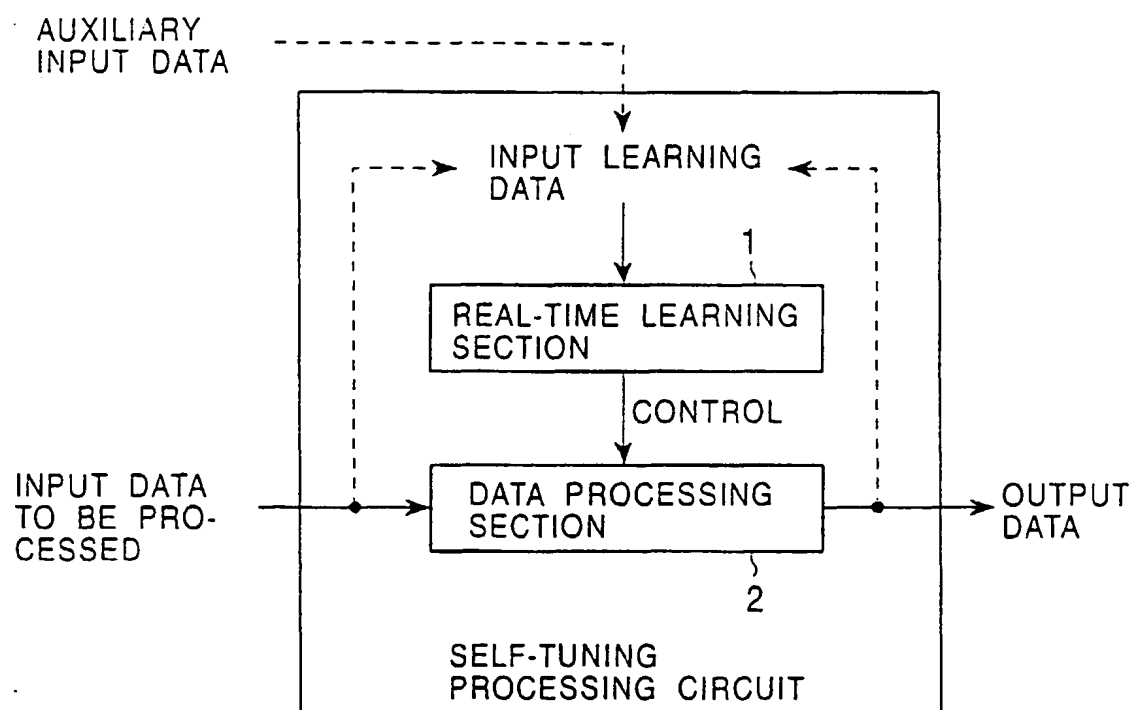 AUXILIARY
INPUT DATA
INPUT LEARNING
DATA
1
REAL-TIME LEARNING
SECTION
CONTROL
INPUT DATA
TO BE PRO-
CESSED
DATA PROCESSING
SECTION
OUTPUT
DATA
2
SELF-TUNING
PROCESSING CIRCUIT